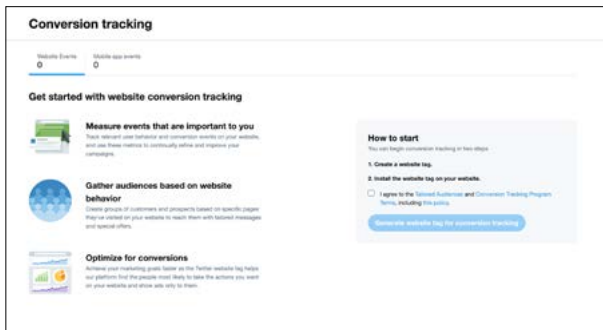 Conversion tracking
Website Events
0
Mobile app events
0
Get started with website conversion tracking
Measure events that are important to you
Track relevant user behavior and conversion events on your website,
and use these metrics to continually refine and improve your
campaigns.
Gather audiences based on website
behavior
Create groups of customers and prospects based on specific pages
they've visited on your website to reach them with tailored messages
and special offers.
Optimize for conversions
Achieve your marketing goals faster as the Twitter website tag helps
our platform find the people most likely to take the actions you want
on your website and show ads only to them.
How to start
You can begin conversion tracking in two steps
1. Create a website tag.
2. Install the website tag on your website.
I agree to the Tailored Audiences and Conversion Tracking Program
Terms, including this policy.
Generate website tag for conversion tracking